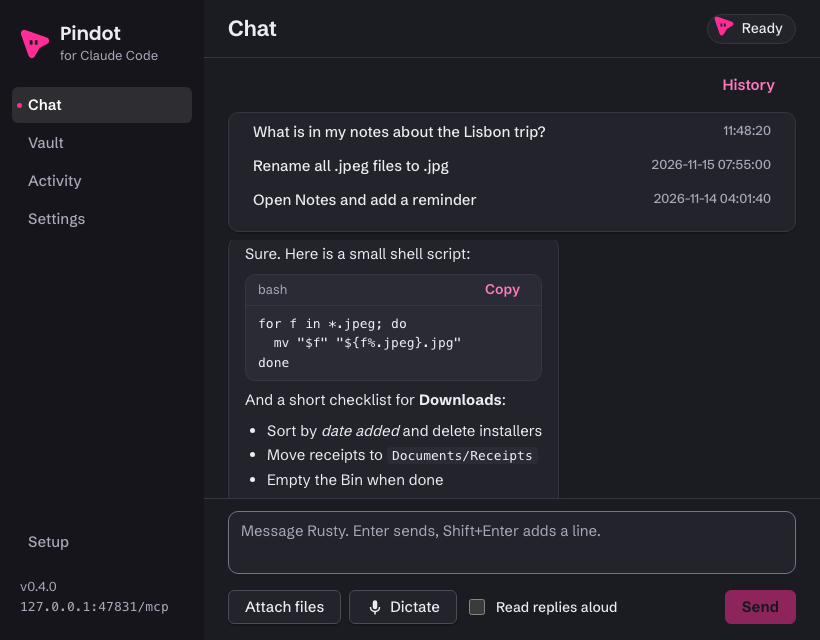 Pindot
for Claude Code
Chat
Vault
Activity
Settings
Setup
v0.4.0
127.0.0.1:47831/mcp
Chat
Ready
History
What is in my notes about the Lisbon trip? 11:48:20
Rename all .jpeg files to .jpg 2026-11-15 07:55:00
Open Notes and add a reminder 2026-11-14 04:01:40
Sure. Here is a small shell script:
bash Copy
for f in *.jpeg; do
  mv "$f" "${f%.jpeg}.jpg"
done
And a short checklist for Downloads:
• Sort by date added and delete installers
• Move receipts to Documents/Receipts
• Empty the Bin when done
Message Rusty. Enter sends, Shift+Enter adds a line.
Attach files Dictate Read replies aloud Send